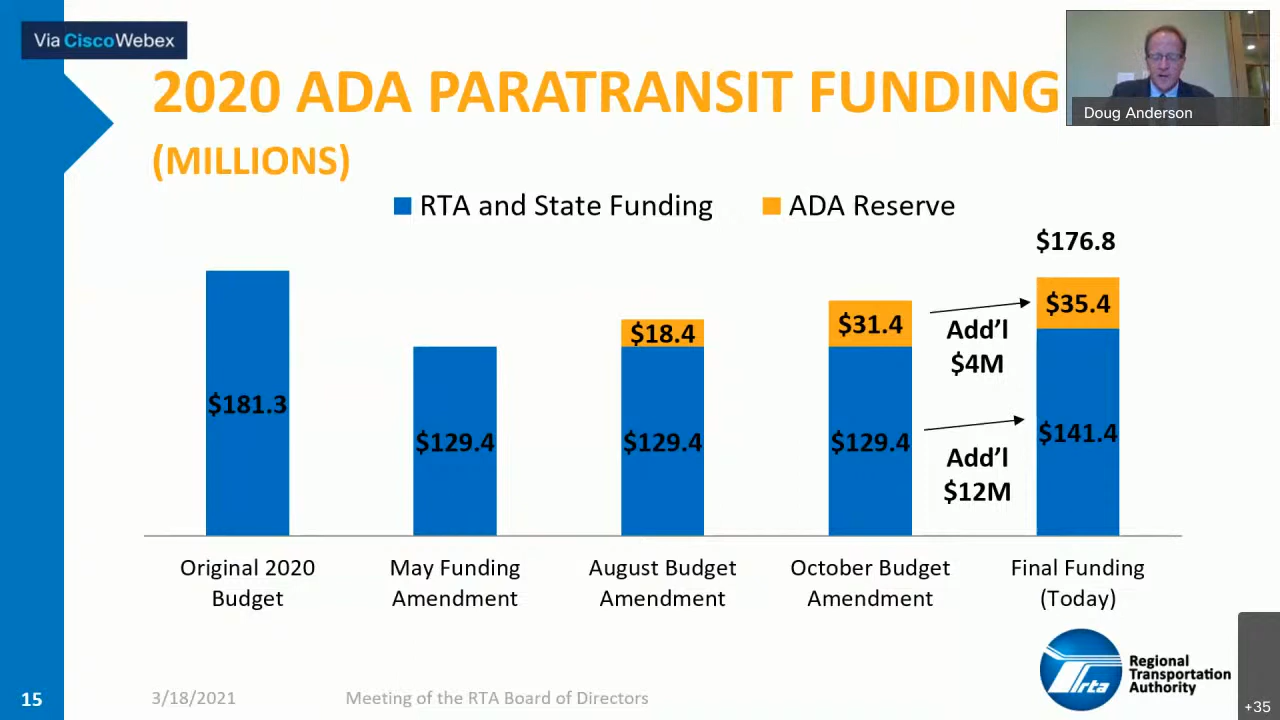 Via CiscoWebex
2020 ADA PARATRANSIT FUNDING
(MILLIONS)
Doug Anderson
RTA and State Funding
ADA Reserve
$176.8
$181.3
$129.4
$18.4
$129.4
$31.4
$129.4
Add’l
$4M
Add’l
$12M
$35.4
$141.4
Original 2020
Budget
May Funding
Amendment
August Budget
Amendment
October Budget
Amendment
Final Funding
(Today)
15
3/18/2021
Meeting of the RTA Board of Directors
rta
Regional
Transportation
Authority
+35